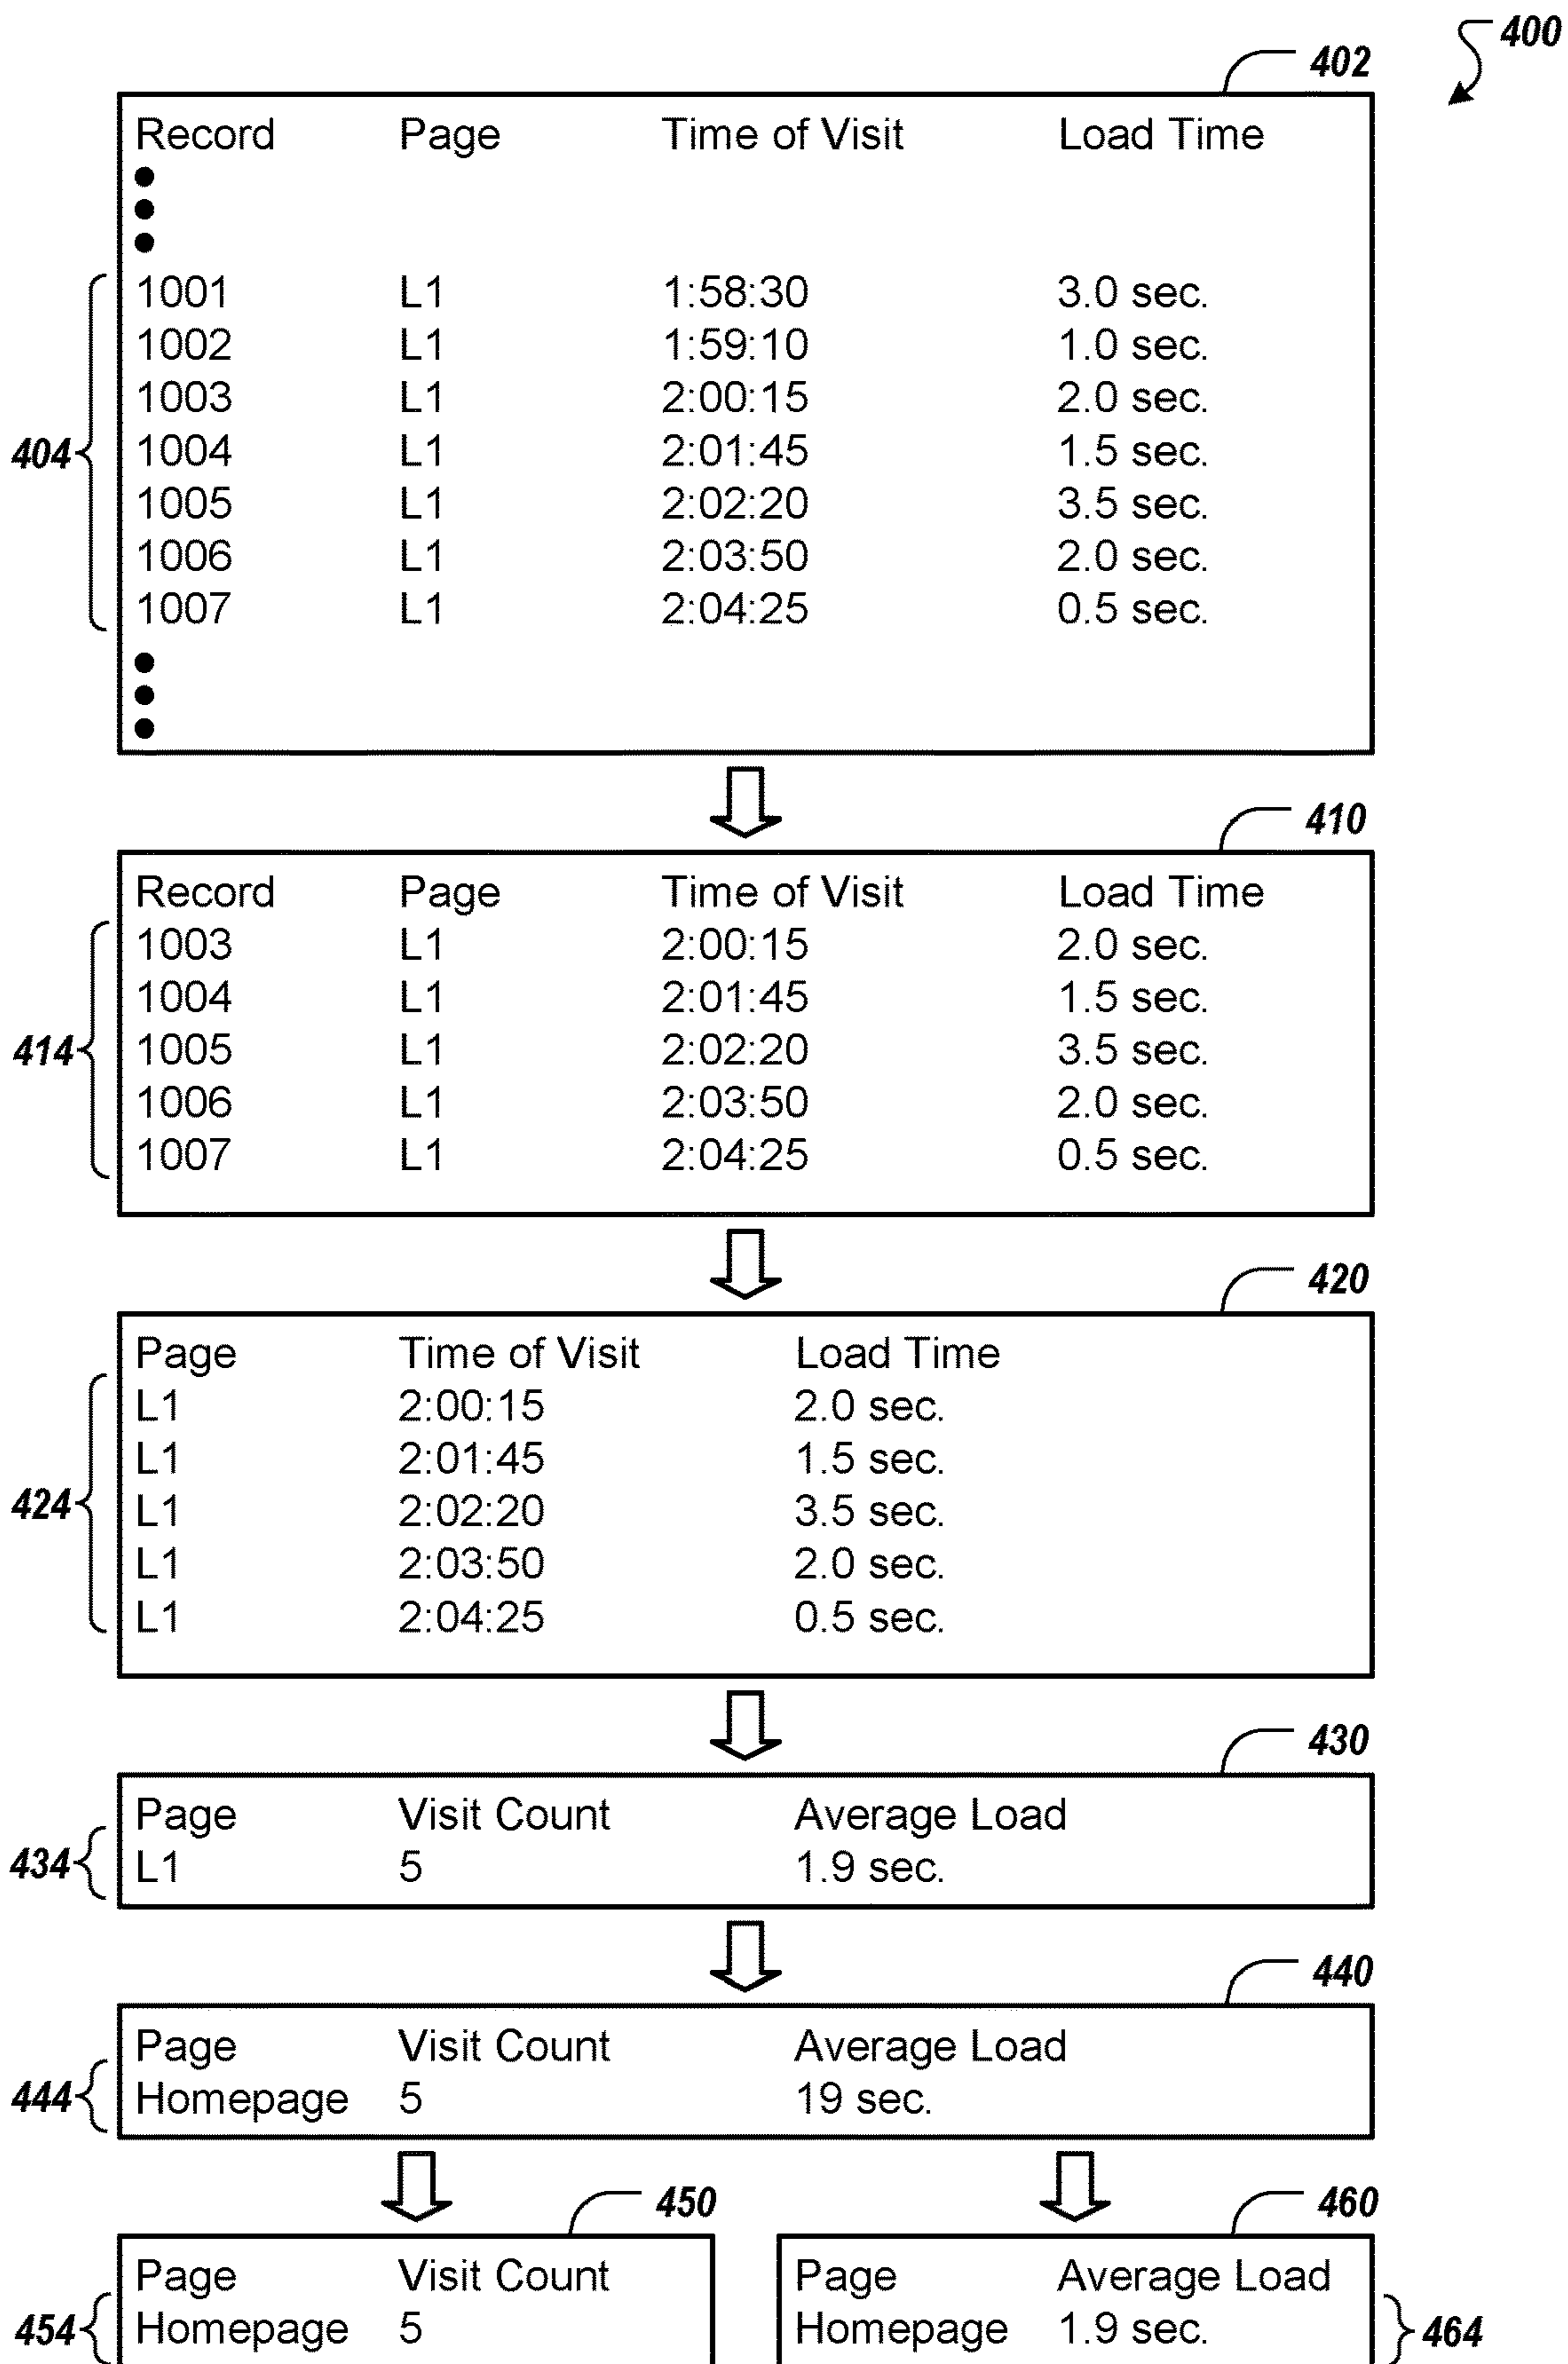 400
402
Record Page Time of Visit Load Time
1001 L1 1:58:30 3.0 sec.
1002 L1 1:59:10 1.0 sec.
1003 L1 2:00:15 2.0 sec.
404 1004 L1 2:01:45 1.5 sec.
1005 L1 2:02:20 3.5 sec.
1006 L1 2:03:50 2.0 sec.
1007 L1 2:04:25 0.5 sec.
410
Record Page Time of Visit Load Time
1003 L1 2:00:15 2.0 sec.
1004 L1 2:01:45 1.5 sec.
414 1005 L1 2:02:20 3.5 sec.
1006 L1 2:03:50 2.0 sec.
1007 L1 2:04:25 0.5 sec.
420
Page Time of Visit Load Time
L1 2:00:15 2.0 sec.
L1 2:01:45 1.5 sec.
424 L1 2:02:20 3.5 sec.
L1 2:03:50 2.0 sec.
L1 2:04:25 0.5 sec.
430
Page Visit Count Average Load
434 L1 5 1.9 sec.
440
Page Visit Count Average Load
444 Homepage 5 19 sec.
450 460
Page Visit Count Page Average Load
454 Homepage 5 Homepage 1.9 sec. 464